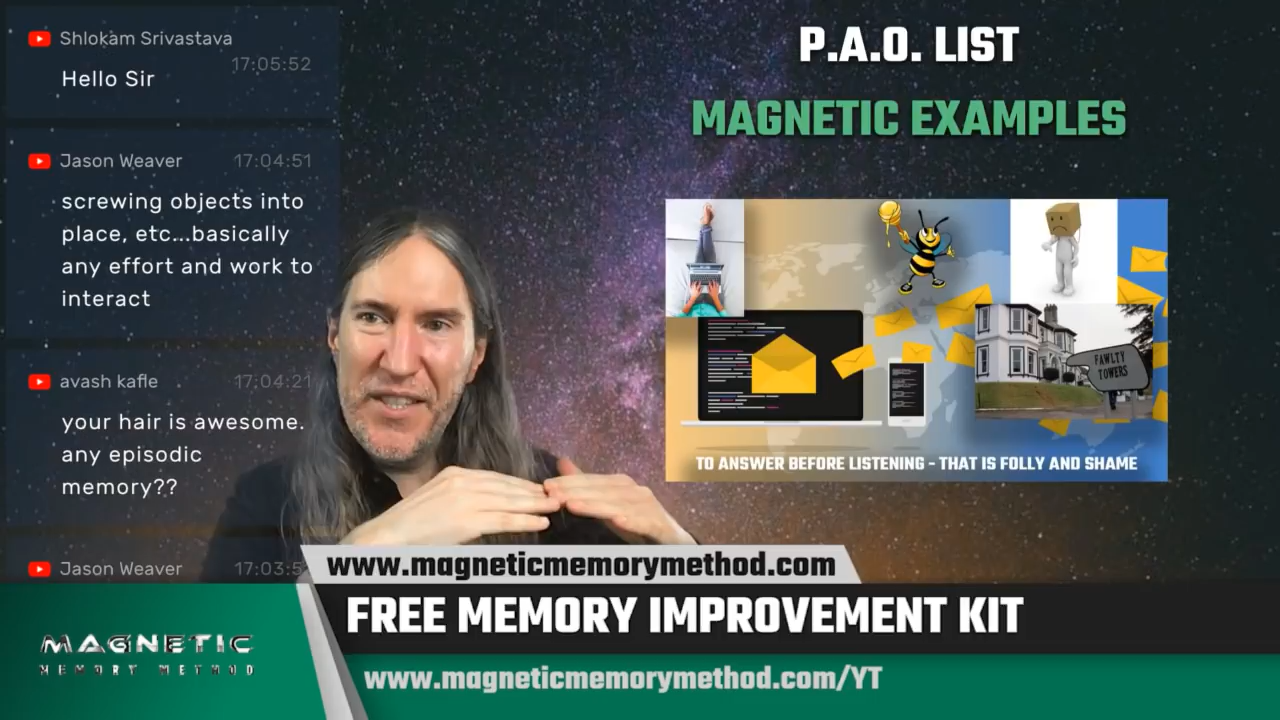 Shlokam Srivastava
17:05:52
Hello Sir
Jason Weaver 17:04:51
screwing objects into
place, etc...basically
any effort and work to
interact
avash kafle 17:04:21
your hair is awesome.
any episodic
memory??
Jason Weaver 17:03:5
P.A.O. LIST
MAGNETIC EXAMPLES
FAWLTY
TOWERS
TO ANSWER BEFORE LISTENING - THAT IS FOLLY AND SHAME
www.magneticmemorymethod.com
FREE MEMORY IMPROVEMENT KIT
www.magneticmemorymethod.com/YT
MAGNETIC
MEMORY METHOD